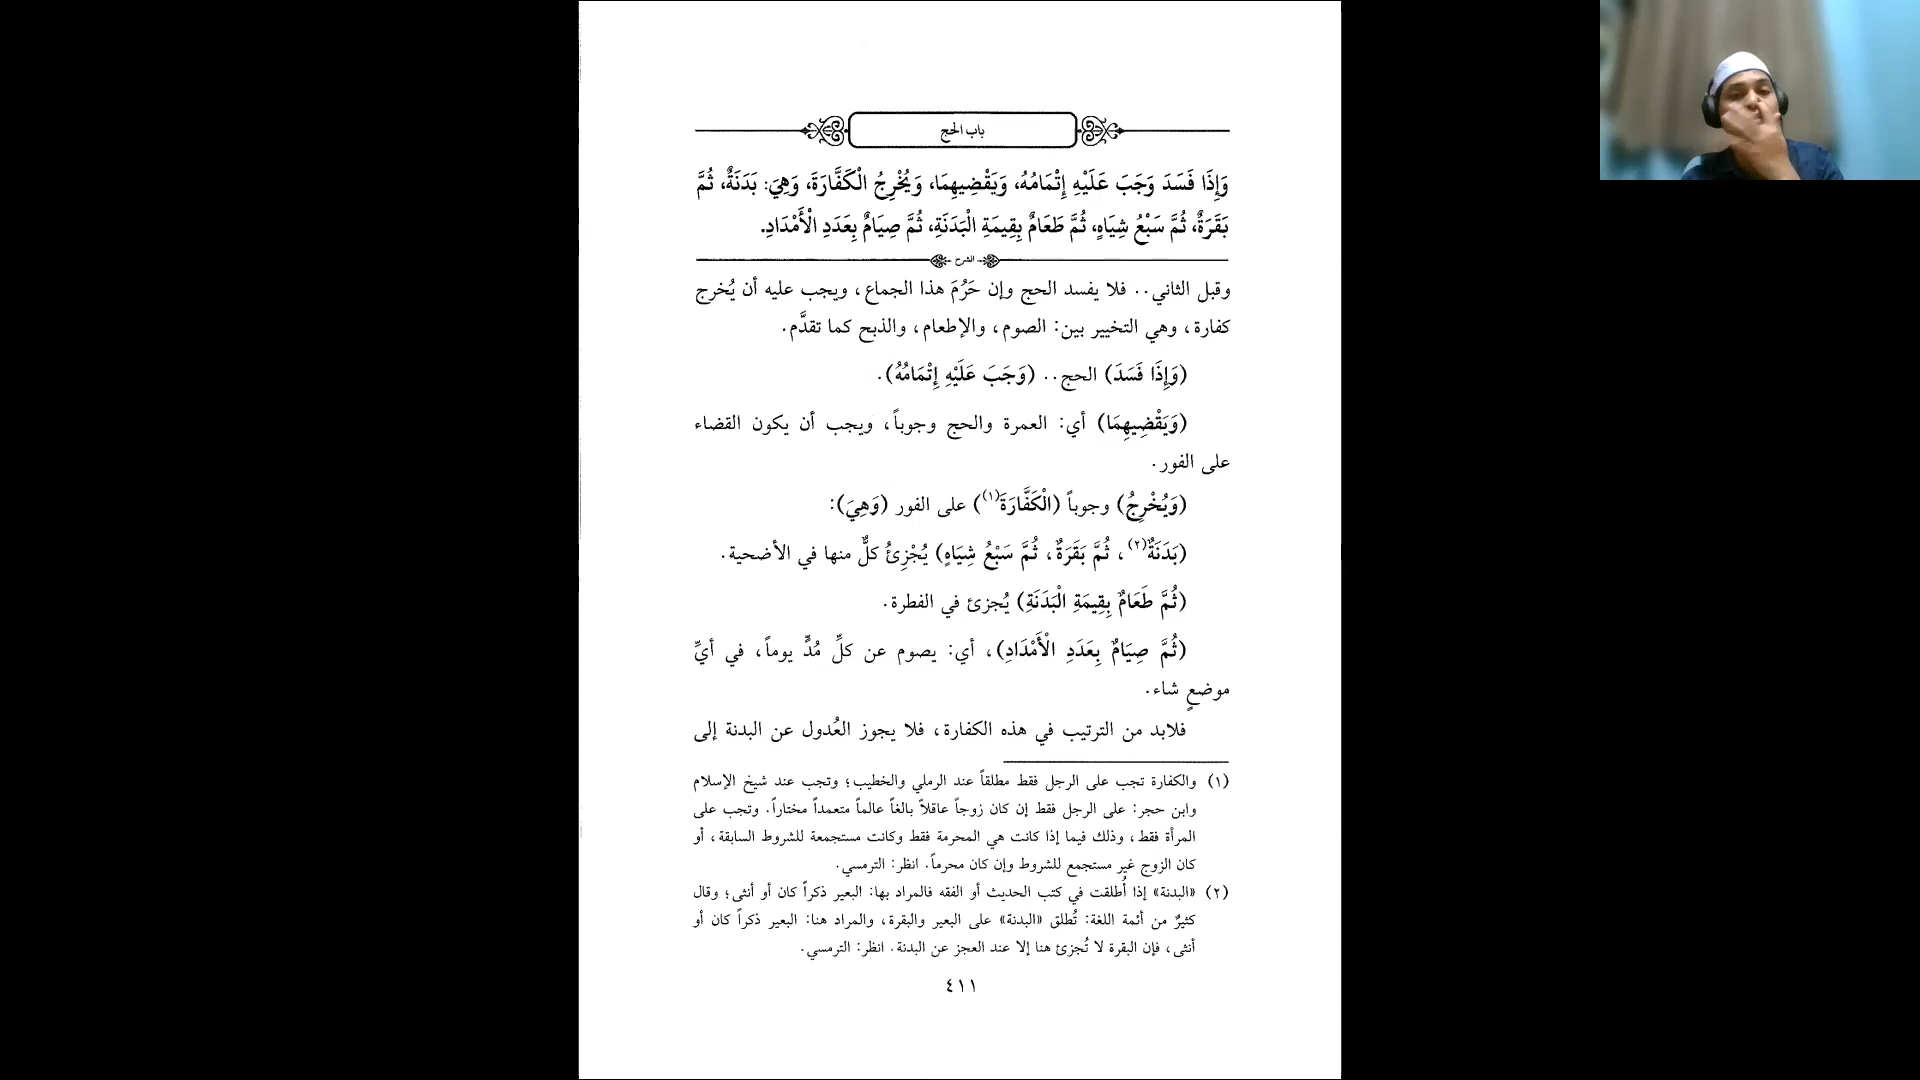 باب الحج
وَإِذَا فَسَدَ وَجَبَ عَلَيْهِ إِتْمَامُهُ، وَيَقْضِيهِمَا، وَيُخْرِجُ الْكَفَّارَةَ، وَهِيَ: بَدَنَةٌ، ثُمَّ
بَقَرَةٌ، ثُمَّ سَبْعُ شِيَاهٍ، ثُمَّ طَعَامٌ بِقِيمَةِ الْبَدَنَةِ، ثُمَّ صِيَامٌ بِعَدَدِ الْأَمْدَادِ.
الشرح
وقبل الثاني.. فلا يفسد الحج وإن حَرُمَ هذا الجماع، ويجب عليه أن يُخرج
كفارة، وهي التخيير بين: الصوم، والإطعام، والذبح كما تقدَّم.
(وَإِذَا فَسَدَ) الحج.. (وَجَبَ عَلَيْهِ إِتْمَامُهُ).
(وَيَقْضِيهِمَا) أي: العمرة والحج وجوباً، ويجب أن يكون القضاء
على الفور.
(وَيُخْرِجُ) وجوباً (الْكَفَّارَةَ(١)) على الفور (وَهِيَ):
(بَدَنَةٌ(٢)، ثُمَّ بَقَرَةٌ، ثُمَّ سَبْعُ شِيَاهٍ) يُجْزِئُ كلٌّ منها في الأضحية.
(ثُمَّ طَعَامٌ بِقِيمَةِ الْبَدَنَةِ) يُجزئ في الفطرة.
(ثُمَّ صِيَامٌ بِعَدَدِ الْأَمْدَادِ)، أي: يصوم عن كلِّ مُدٍّ يوماً، في أيِّ
موضعٍ شاء.
فلابد من الترتيب في هذه الكفارة، فلا يجوز العُدول عن البدنة إلى
(١) والكفارة تجب على الرجل فقط مطلقاً عند الرملي والخطيب؛ وتجب عند شيخ الإسلام
وابن حجر: على الرجل فقط إن كان زوجاً عاقلاً بالغاً عالماً متعمداً مختاراً. وتجب على
المرأة فقط، وذلك فيما إذا كانت هي المحرمة فقط وكانت مستجمعة للشروط السابقة، أو
كان الزوج غير مستجمع للشروط وإن كان محرماً. انظر: الترمسي.
(٢) «البدنة» إذا أُطلقت في كتب الحديث أو الفقه فالمراد بها: البعير ذكراً كان أو أنثى؛ وقال
كثيرٌ من أئمة اللغة: تُطلق «البدنة» على البعير والبقرة، والمراد هنا: البعير ذكراً كان أو
أنثى، فإن البقرة لا تُجزئ هنا إلا عند العجز عن البدنة. انظر: الترمسي.
٤١١